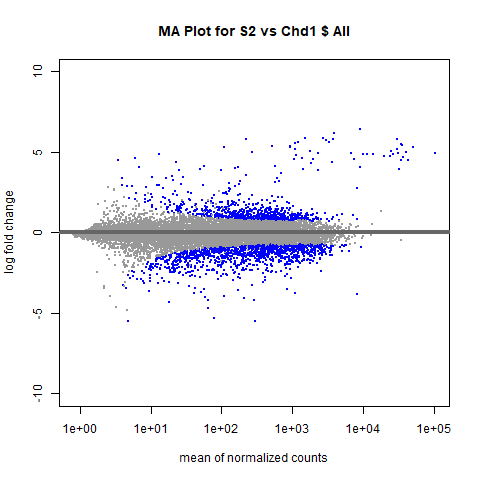 MA Plot for S2 vs Chd1 $ All
10
5
0
-5
-10
log fold change
1e+00 1e+01 1e+02 1e+03 1e+04 1e+05
mean of normalized counts